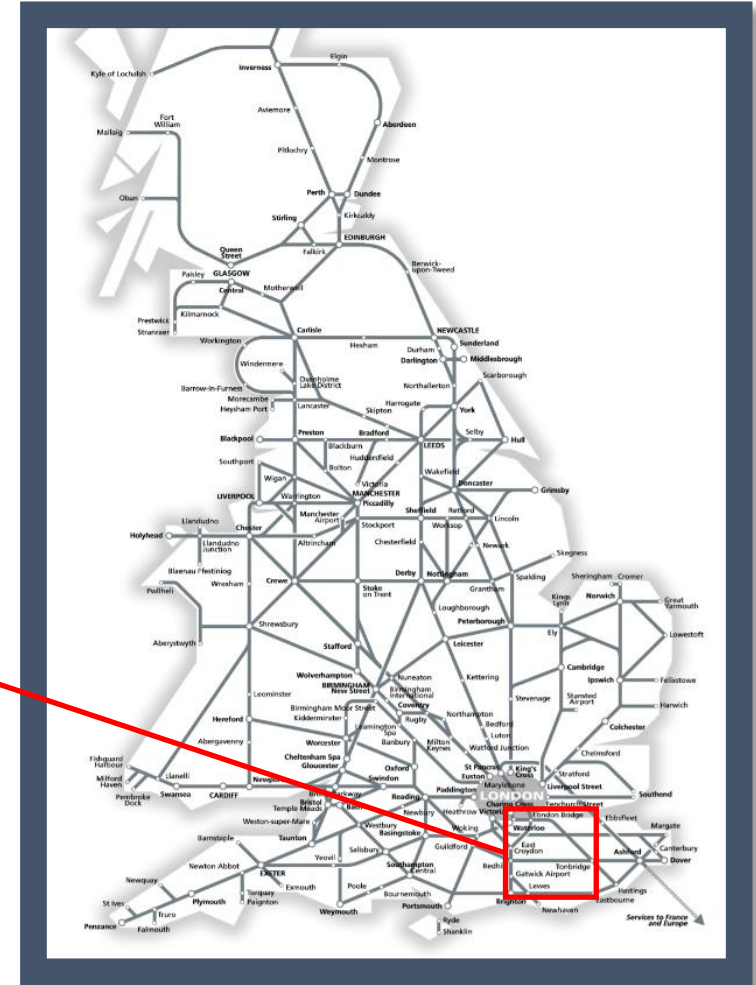 Elgin
Inverness
Kyle of Lochalsh
Aviemore
Fort
William
Aberdeen
Mallaig
Pitlochry
Montrose
Perth
Dundee
Oban
Stirling
Kirkcaldy
Queen
Street
EDINBURGH
Falkirk
Berwick-
upon-Tweed
Paisley
GLASGOW
Central
Motherwell
Prestwick
Kilmarnock
Stranraer
Carlisle
NEWCASTLE
Workington
Hexham
Sunderland
Durham
Darlington
Middlesbrough
Windermere
Oxenholme
Lake District
Scarborough
Barrow-in-Furness
Northallerton
Morecambe
Heysham Port
Lancaster
Harrogate
Skipton
York
Blackpool
Preston
Bradford
Selby
Blackburn
LEEDS
Hull
Southport
Huddersfield
Bolton
Wakefield
Wigan
Victoria
Doncaster
LIVERPOOL
Warrington
MANCHESTER
Piccadilly
Grimsby
Manchester
Airport
Sheffield
Retford
Llandudno
Chester
Stockport
Worksop
Lincoln
Holyhead
Llandudno
Junction
Altrincham
Chesterfield
Newark
Skegness
Blaenau Ffestiniog
Crewe
Derby
Nottingham
Sheringham
Cromer
Pwllheli
Wrexham
Stoke
on Trent
Grantham
Spalding
Kings
Lynn
Norwich
Great
Yarmouth
Loughborough
Peterborough
Aberystwyth
Shrewsbury
Ely
Lowestoft
Stafford
Leicester
Wolverhampton
Nuneaton
Kettering
Cambridge
BIRMINGHAM
New Street
Birmingham
International
Ipswich
Felixstowe
Leominster
Birmingham Moor Street
Coventry
Stevenage
Stansted
Airport
Harwich
Hereford
Kidderminster
Rugby
Northampton
Leamington
Spa
Bedford
Colchester
Abergavenny
Worcester
Banbury
Milton
Keynes
Luton
Watford Junction
Chelmsford
Cheltenham Spa
Gloucester
Oxford
St Pancras
Euston
King's
Cross
Stratford
Fishguard
Harbour
Llanelli
Newport
Swindon
Paddington
Marylebone
Liverpool Street
Milford
Haven
Pembroke
Dock
Swansea
CARDIFF
Parkway
Reading
LONDON
Southend
Bristol
Temple Meads
Newbury
Heathrow
Victoria
Charing Cross
Fenchurch Street
Weston-super-Mare
Westbury
Basingstoke
Woking
Waterloo
London Bridge
Ebbsfleet
Margate
Barnstaple
Taunton
Salisbury
Guildford
East
Croydon
Canterbury
Newton Abbot
Yeovil
Southampton
Central
Tonbridge
Ashford
Dover
EXETER
Gatwick Airport
Newquay
Exmouth
Poole
Lewes
Hastings
St Ives
Plymouth
Torquay
Paignton
Bournemouth
Portsmouth
Brighton
Eastbourne
Truro
Weymouth
Newhaven
Penzance
Falmouth
Ryde
Shanklin
Services to France
and Europe